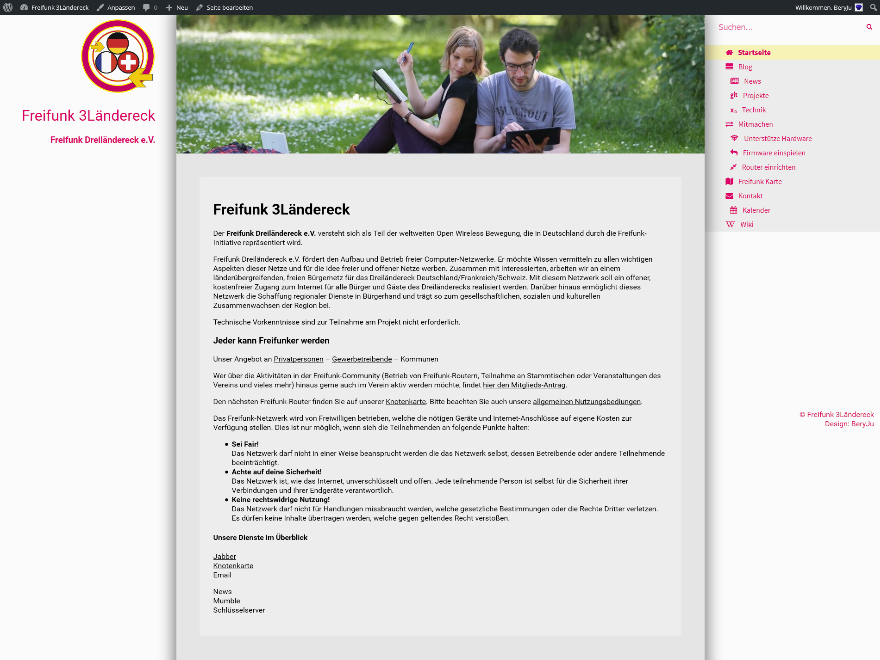 Freifunk 3Ländereck Anpassen 0 Neu Seite bearbeiten Willkommen, BeryJu
Freifunk 3Ländereck
Freifunk Dreiländereck e.V.
BLACKOUT
Freifunk 3Ländereck
Der Freifunk Dreiländereck e.V. versteht sich als Teil der weltweiten Open Wireless Bewegung, die in Deutschland durch die Freifunk-
Initiative repräsentiert wird.
Freifunk Dreiländereck e.V. fördert den Aufbau und Betrieb freier Computer-Netzwerke. Er möchte Wissen vermitteln zu allen wichtigen
Aspekten dieser Netze und für die Idee freier und offener Netze werben. Zusammen mit Interessierten, arbeiten wir an einem
länderübergreifenden, freien Bürgernetz für das Dreiländereck Deutschland/Frankreich/Schweiz. Mit diesem Netzwerk soll ein offener,
kostenfreier Zugang zum Internet für alle Bürger und Gäste des Dreiländerecks realisiert werden. Darüber hinaus ermöglicht dieses
Netzwerk die Schaffung regionaler Dienste in Bürgerhand und trägt so zum gesellschaftlichen, sozialen und kulturellen
Zusammenwachsen der Region bei.
Technische Vorkenntnisse sind zur Teilnahme am Projekt nicht erforderlich.
Jeder kann Freifunker werden
Unser Angebot an Privatpersonen – Gewerbetreibende – Kommunen
Wer über die Aktivitäten in der Freifunk-Community (Betrieb von Freifunk-Routern, Teilnahme an Stammtischen oder Veranstaltungen des
Vereins und vieles mehr) hinaus gerne auch im Verein aktiv werden möchte, findet hier den Mitglieds-Antrag.
Den nächsten Freifunk-Router finden Sie auf unserer Knotenkarte. Bitte beachten Sie auch unsere allgemeinen Nutzungsbedingungen.
Das Freifunk-Netzwerk wird von Freiwilligen betrieben, welche die nötigen Geräte und Internet-Anschlüsse auf eigene Kosten zur
Verfügung stellen. Dies ist nur möglich, wenn sich die Teilnehmenden an folgende Punkte halten:
Sei Fair!
Das Netzwerk darf nicht in einer Weise beansprucht werden die das Netzwerk selbst, dessen Betreibende oder andere Teilnehmende
beeinträchtigt.
Achte auf deine Sicherheit!
Das Netzwerk ist, wie das Internet, unverschlüsselt und offen. Jede teilnehmende Person ist selbst für die Sicherheit ihrer
Verbindungen und ihrer Endgeräte verantwortlich.
Keine rechtswidrige Nutzung!
Das Netzwerk darf nicht für Handlungen missbraucht werden, welche gesetzliche Bestimmungen oder die Rechte Dritter verletzen.
Es dürfen keine Inhalte übertragen werden, welche gegen geltendes Recht verstoßen.
Unsere Dienste im Überblick
Jabber
Knotenkarte
Email
News
Mumble
Schlüsselserver
Suchen...
Startseite
Blog
News
Projekte
Technik
Mitmachen
Unterstütze Hardware
Firmware einspielen
Router einrichten
Freifunk Karte
Kontakt
Kalender
Wiki
© Freifunk 3Ländereck
Design: BeryJu